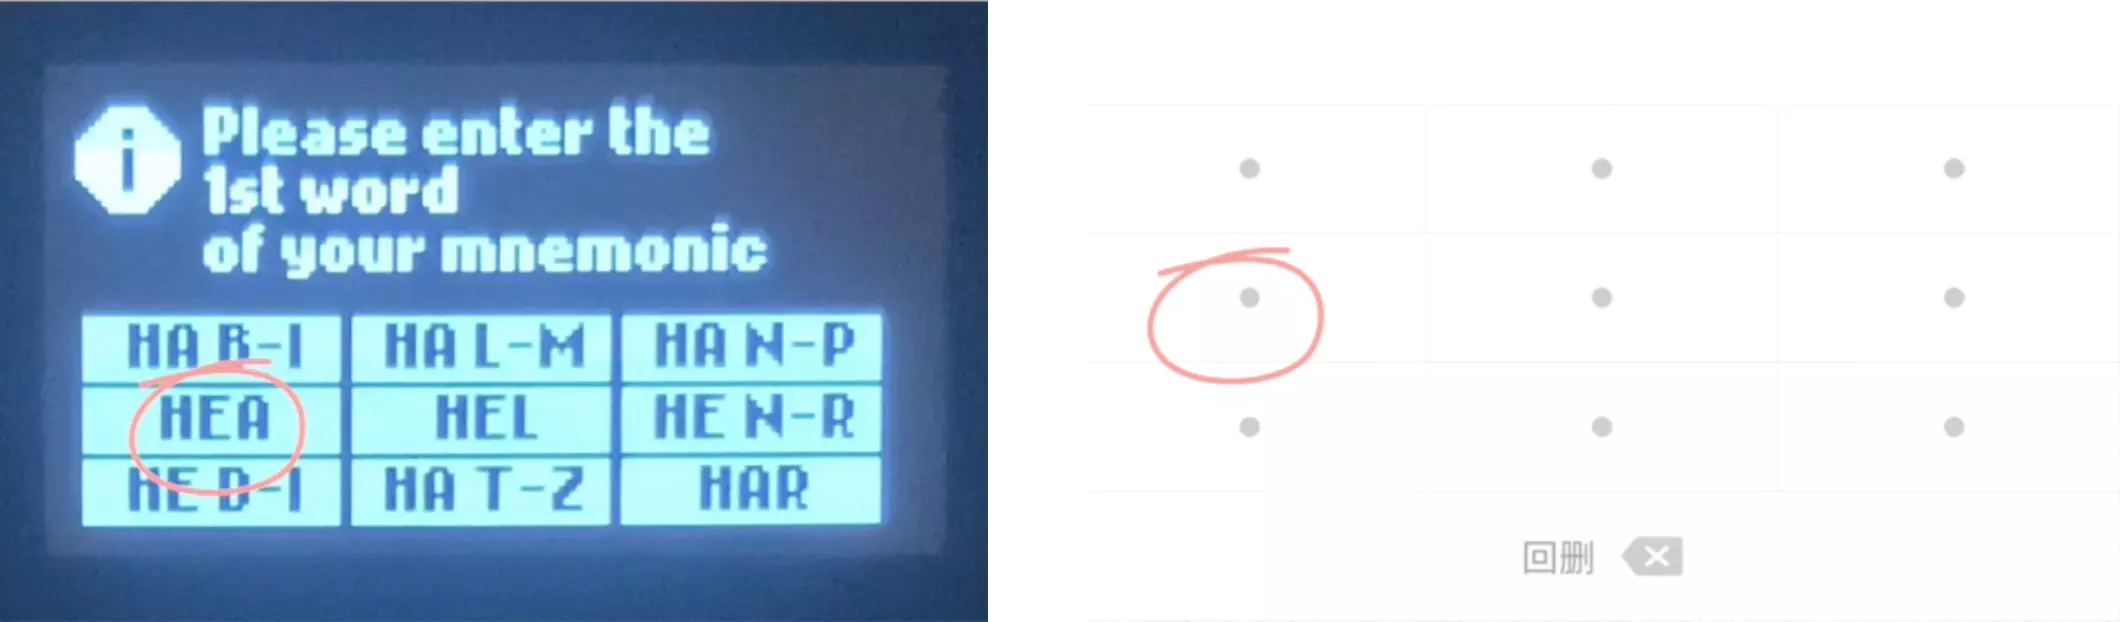 i
Please enter the
1st word
of your mnemonic
HA B-I HA L-M HA N-P
HEA HEL HE N-R
HE D-I HA T-Z HAR
回删